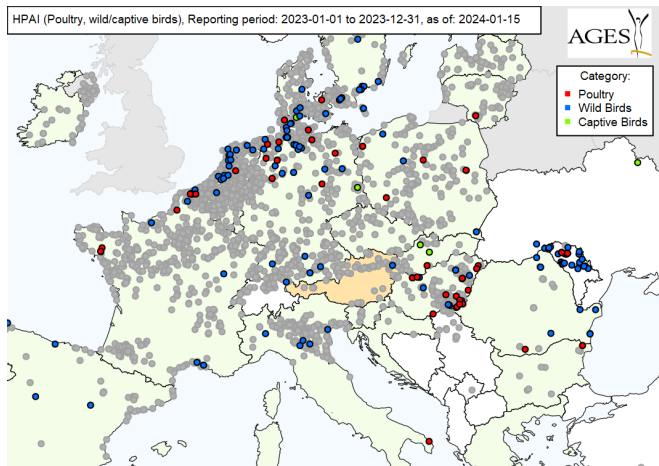 HPAI (Poultry, wild/captive birds), Reporting period: 2023-01-01 to 2023-12-31, as of: 2024-01-15
AGES
Category:
Poultry
Wild Birds
Captive Birds